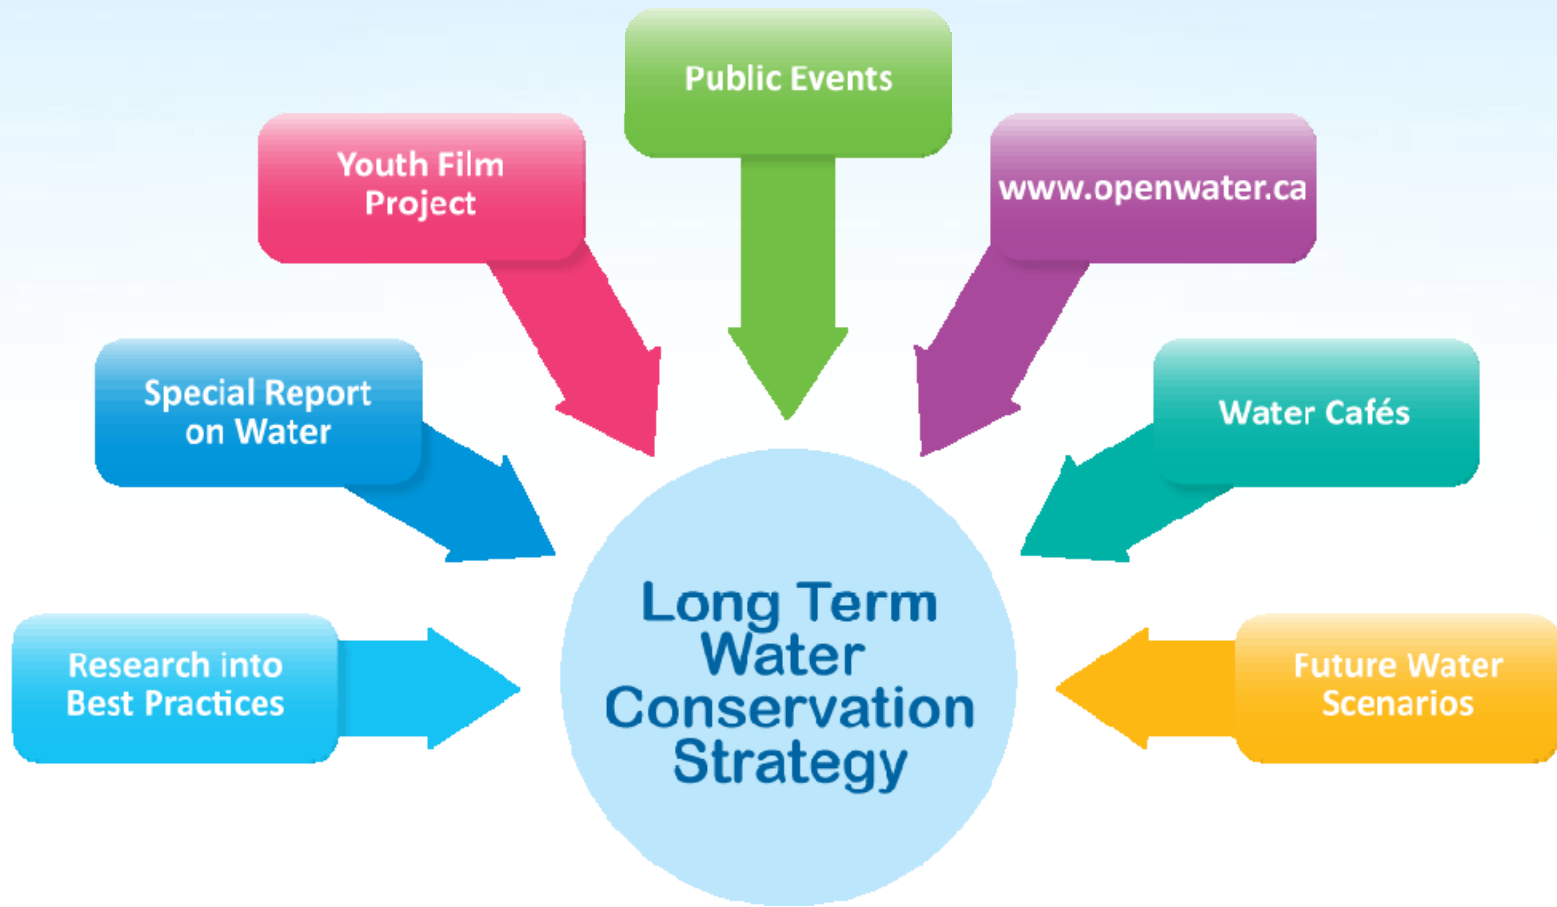 Public Events
Youth Film
Project
www.openwater.ca
Special Report
on Water
Water Cafés
Research into
Best Practices
Long Term
Water
Conservation
Strategy
Future Water
Scenarios